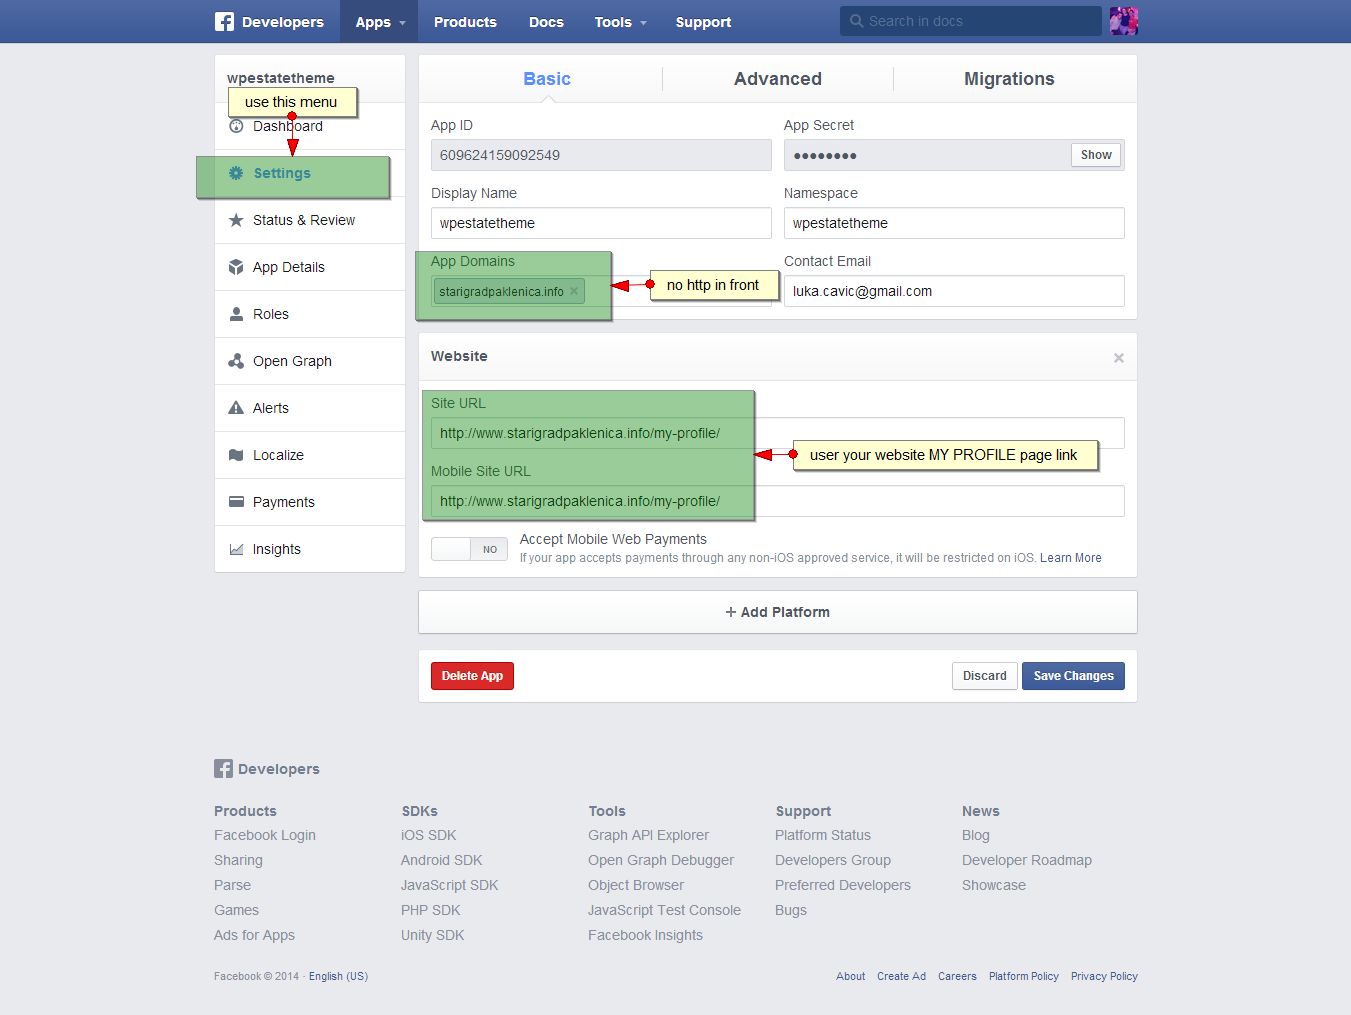 Developers Apps Products Docs Tools Support Search in docs
wpestatetheme
use this menu
Dashboard
Settings
Status & Review
App Details
Roles
Open Graph
Alerts
Localize
Payments
Insights
Basic Advanced Migrations
App ID App Secret
609624159092549 ●●●●●●●● Show
Display Name Namespace
wpestatetheme wpestatetheme
App Domains Contact Email
starigradpaklenica.info × no http in front luka.cavic@gmail.com
Website ×
Site URL
http://www.starigradpaklenica.info/my-profile/
user your website MY PROFILE page link
Mobile Site URL
http://www.starigradpaklenica.info/my-profile/
NO Accept Mobile Web Payments
If your app accepts payments through any non-iOS approved service, it will be restricted on iOS. Learn More
+ Add Platform
Delete App Discard Save Changes
Developers
Products SDKs Tools Support News
Facebook Login iOS SDK Graph API Explorer Platform Status Blog
Sharing Android SDK Open Graph Debugger Developers Group Developer Roadmap
Parse JavaScript SDK Object Browser Preferred Developers Showcase
Games PHP SDK JavaScript Test Console Bugs
Ads for Apps Unity SDK Facebook Insights
Facebook © 2014 · English (US) About Create Ad Careers Platform Policy Privacy Policy